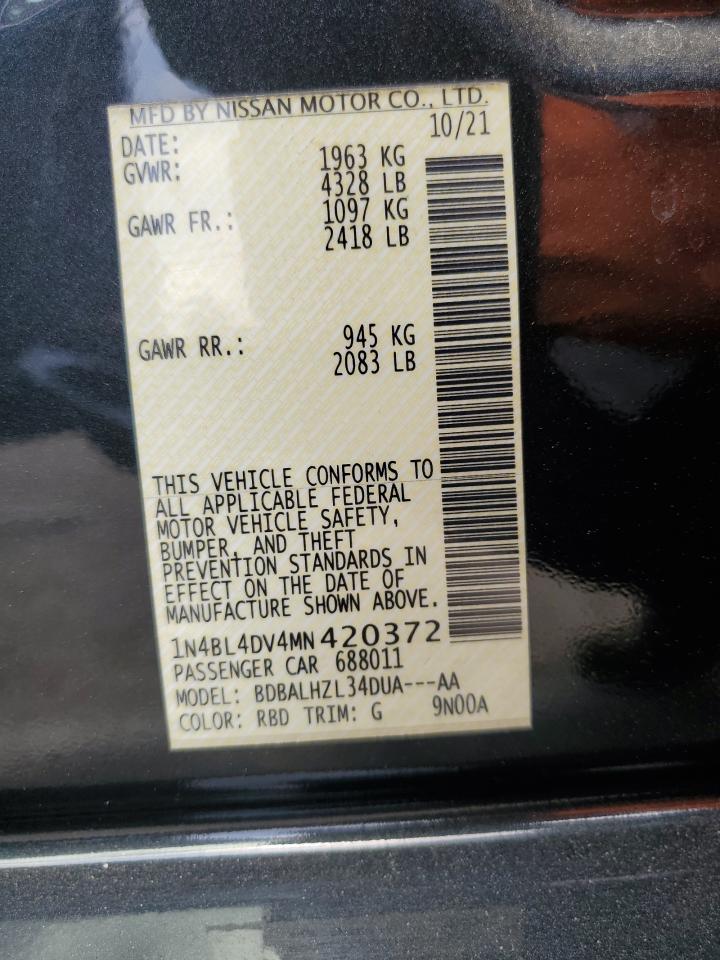 MFD BY NISSAN MOTOR CO., LTD.
DATE: 10/21
GVWR: 1963 KG
4328 LB
GAWR FR.: 1097 KG
2418 LB
GAWR RR.: 945 KG
2083 LB
THIS VEHICLE CONFORMS TO
ALL APPLICABLE FEDERAL
MOTOR VEHICLE SAFETY,
BUMPER, AND THEFT
PREVENTION STANDARDS IN
EFFECT ON THE DATE OF
MANUFACTURE SHOWN ABOVE.
1N4BL4DV4MN420372
PASSENGER CAR 688011
MODEL: BDBALHZL34DUA---AA
COLOR: RBD TRIM: G 9N00A